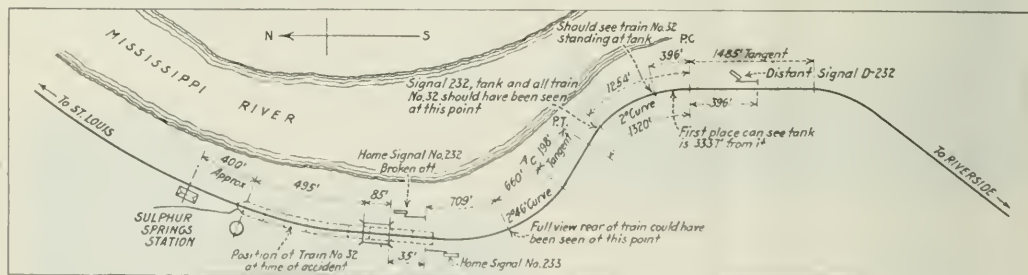 MISSISSIPPI
RIVER
N
S
To ST. LOUIS
400'
Approx
495'
SULPHUR
SPRINGS
STATION
Position of Train No 32
at time of accident
Home Signal No. 232
Broken off
85'
35'
709'
Home Signal No. 233
Signal 232, tank and all train
No. 32 should have been seen
at this point
Should see train No. 32
standing at tank
P.C
396'
1485' Tangent
Distant Signal D-232
396'
1254'
2° Curve
1320'
First place can see tank
is 3337' from it
P.T.
198'
Tangent
A.C
660'
2°46' Curve
Full view rear of train could have
been seen at this point
To RIVERSIDE